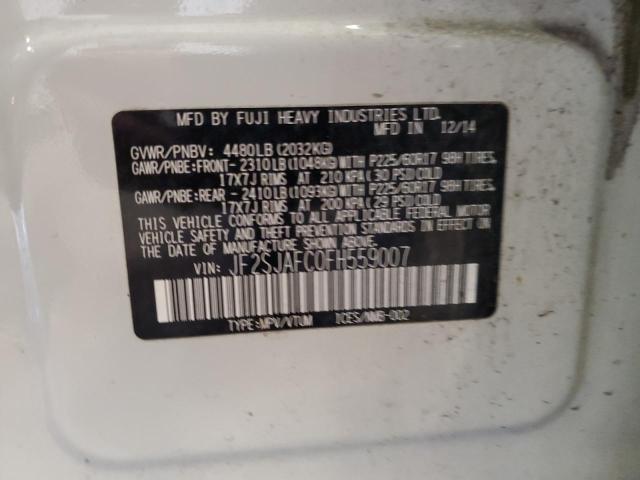 MFD BY FUJI HEAVY INDUSTRIES LTD.
MFD IN 12/14
GVWR/PNBV: 4480LB (2032KG)
GAWR/PNBE:FRONT- 2310LB(1048KG)WITH P225/60R17 98H TIRES.
17X7J RIMS AT 210 KPA(30 PSI)COLD
GAWR/PNBE:REAR -2410LB(1093KG)WITH P225/60R17 98H TIRES.
17X7J RIMS AT 200 KPA(29 PSI)COLD
THIS VEHICLE CONFORMS TO ALL APPLICABLE FEDERAL MOTOR
VEHICLE SAFETY AND THEFT PREVENTION STANDARDS IN EFFECT ON
THE DATE OF MANUFACTURE SHOWN ABOVE.
VIN: JF2SJAFC0FH559007
TYPE:MPV/VTUM ICES/NMB-002